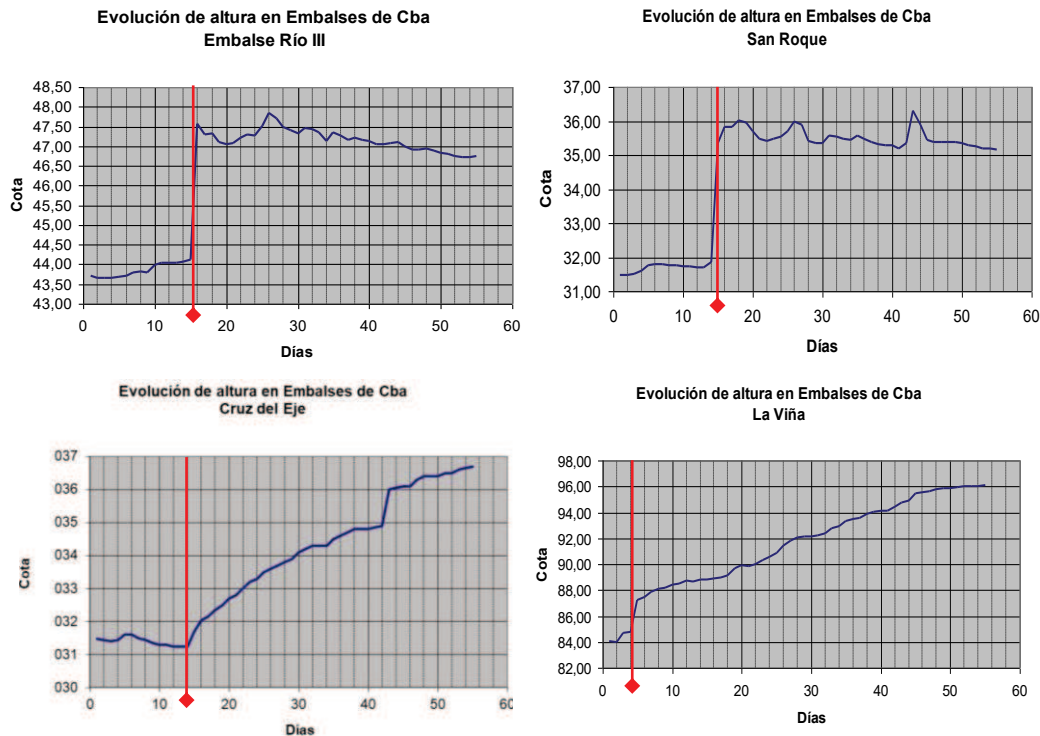 Evolución de altura en Embalses de Cba
Embalse Río III
48,50
48,00
47,50
47,00
46,50
46,00
45,50
45,00
44,50
44,00
43,50
43,00
Cota
0 10 20 30 40 50 60
Días
Evolución de altura en Embalses de Cba
San Roque
37,00
36,00
35,00
34,00
33,00
32,00
31,00
Cota
0 10 20 30 40 50 60
Días
Evolución de altura en Embalses de Cba
Cruz del Eje
037
036
035
034
033
032
031
030
Cota
0 10 20 30 40 50 60
Días
Evolución de altura en Embalses de Cba
La Viña
98,00
96,00
94,00
92,00
90,00
88,00
86,00
84,00
82,00
Cota
0 10 20 30 40 50 60
Días